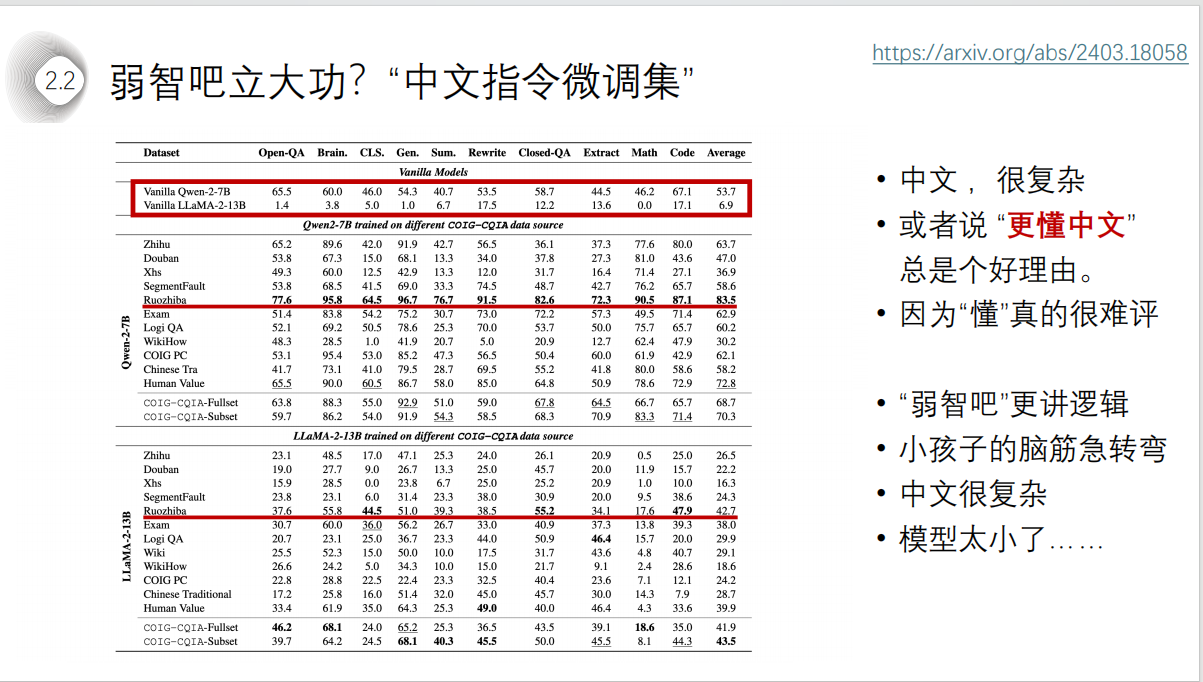 2.2
弱智吧立大功？“中文指令微调集”
https://arxiv.org/abs/2403.18058
Dataset Open-QA Brain. CLS. Gen. Sum. Rewrite Closed-QA Extract Math Code Average
Vanilla Models
Vanilla Qwen-2-7B 65.5 60.0 46.0 54.3 40.7 53.5 58.7 44.5 46.2 67.1 53.7
Vanilla LLaMA-2-13B 1.4 3.8 5.0 1.0 6.7 17.5 12.2 13.6 0.0 17.1 6.9
Qwen2-7B trained on different COIG-CQIA data source
Qwen-2-7B
Zhihu 65.2 89.6 42.0 91.9 42.7 56.5 36.1 37.3 77.6 80.0 63.7
Douban 53.8 67.3 15.0 68.1 13.3 34.0 37.8 27.3 81.0 43.6 47.0
Xhs 49.3 60.0 12.5 42.9 13.3 12.0 31.7 16.4 71.4 27.1 36.9
SegmentFault 53.8 68.5 41.5 69.0 33.3 74.5 48.7 42.7 76.2 65.7 58.6
Ruozhiba 77.6 95.8 64.5 96.7 76.7 91.5 82.6 72.3 90.5 87.1 83.5
Exam 51.4 83.8 54.2 75.2 30.7 73.0 72.2 57.3 49.5 71.4 62.9
Logi QA 52.1 69.2 50.5 78.6 25.3 70.0 53.7 50.0 75.7 65.7 60.2
WikiHow 48.3 28.5 1.0 41.9 20.7 5.0 20.9 12.7 62.4 47.9 30.2
COIG PC 53.1 95.4 53.0 85.2 47.3 56.5 50.4 60.0 61.9 42.9 62.1
Chinese Tra 41.7 73.1 41.0 79.5 28.7 69.5 55.2 41.8 80.0 58.6 58.2
Human Value 65.5 90.0 60.5 86.7 58.0 85.0 64.8 50.9 78.6 72.9 72.8
COIG-CQIA-Fullset 63.8 88.3 55.0 92.9 51.0 59.0 67.8 64.5 66.7 65.7 68.7
COIG-CQIA-Subset 59.7 86.2 54.0 91.9 54.3 58.5 68.3 70.9 83.3 71.4 70.3
LLaMA-2-13B trained on different COIG-CQIA data source
LLaMA-2-13B
Zhihu 23.1 48.5 17.0 47.1 25.3 24.0 26.1 20.9 0.5 25.0 26.5
Douban 19.0 27.7 9.0 26.7 13.3 25.0 45.7 20.0 11.9 15.7 22.2
Xhs 15.9 28.5 0.0 23.8 6.7 25.0 25.2 20.9 1.0 10.0 16.3
SegmentFault 23.8 23.1 6.0 31.4 23.3 38.0 30.9 20.0 9.5 38.6 24.3
Ruozhiba 37.6 55.8 44.5 51.0 39.3 38.5 55.2 34.1 17.6 47.9 42.7
Exam 30.7 60.0 36.0 56.2 26.7 33.0 40.9 37.3 13.8 39.3 38.0
Logi QA 20.7 23.1 25.0 36.7 23.3 44.0 50.9 46.4 15.7 20.0 29.9
Wiki 25.5 52.3 15.0 50.0 10.0 17.5 31.7 43.6 4.8 40.7 29.1
WikiHow 26.6 24.2 5.0 34.3 10.0 15.0 21.7 9.1 2.4 28.6 18.6
COIG PC 22.8 28.8 22.5 22.4 23.3 32.5 40.4 23.6 7.1 12.1 24.2
Chinese Traditional 17.2 25.8 16.0 51.4 32.0 45.0 45.7 30.0 14.3 7.9 28.7
Human Value 33.4 61.9 35.0 64.3 25.3 49.0 40.0 46.4 4.3 33.6 39.9
COIG-CQIA-Fullset 46.2 68.1 24.0 65.2 25.3 36.5 43.5 39.1 18.6 35.0 41.9
COIG-CQIA-Subset 39.7 64.2 24.5 68.1 40.3 45.5 50.0 45.5 8.1 44.3 43.5
• 中文，很复杂
• 或者说“更懂中文”
总是个好理由。
• 因为“懂”真的很难评
• “弱智吧”更讲逻辑
• 小孩子的脑筋急转弯
• 中文很复杂
• 模型太小了……